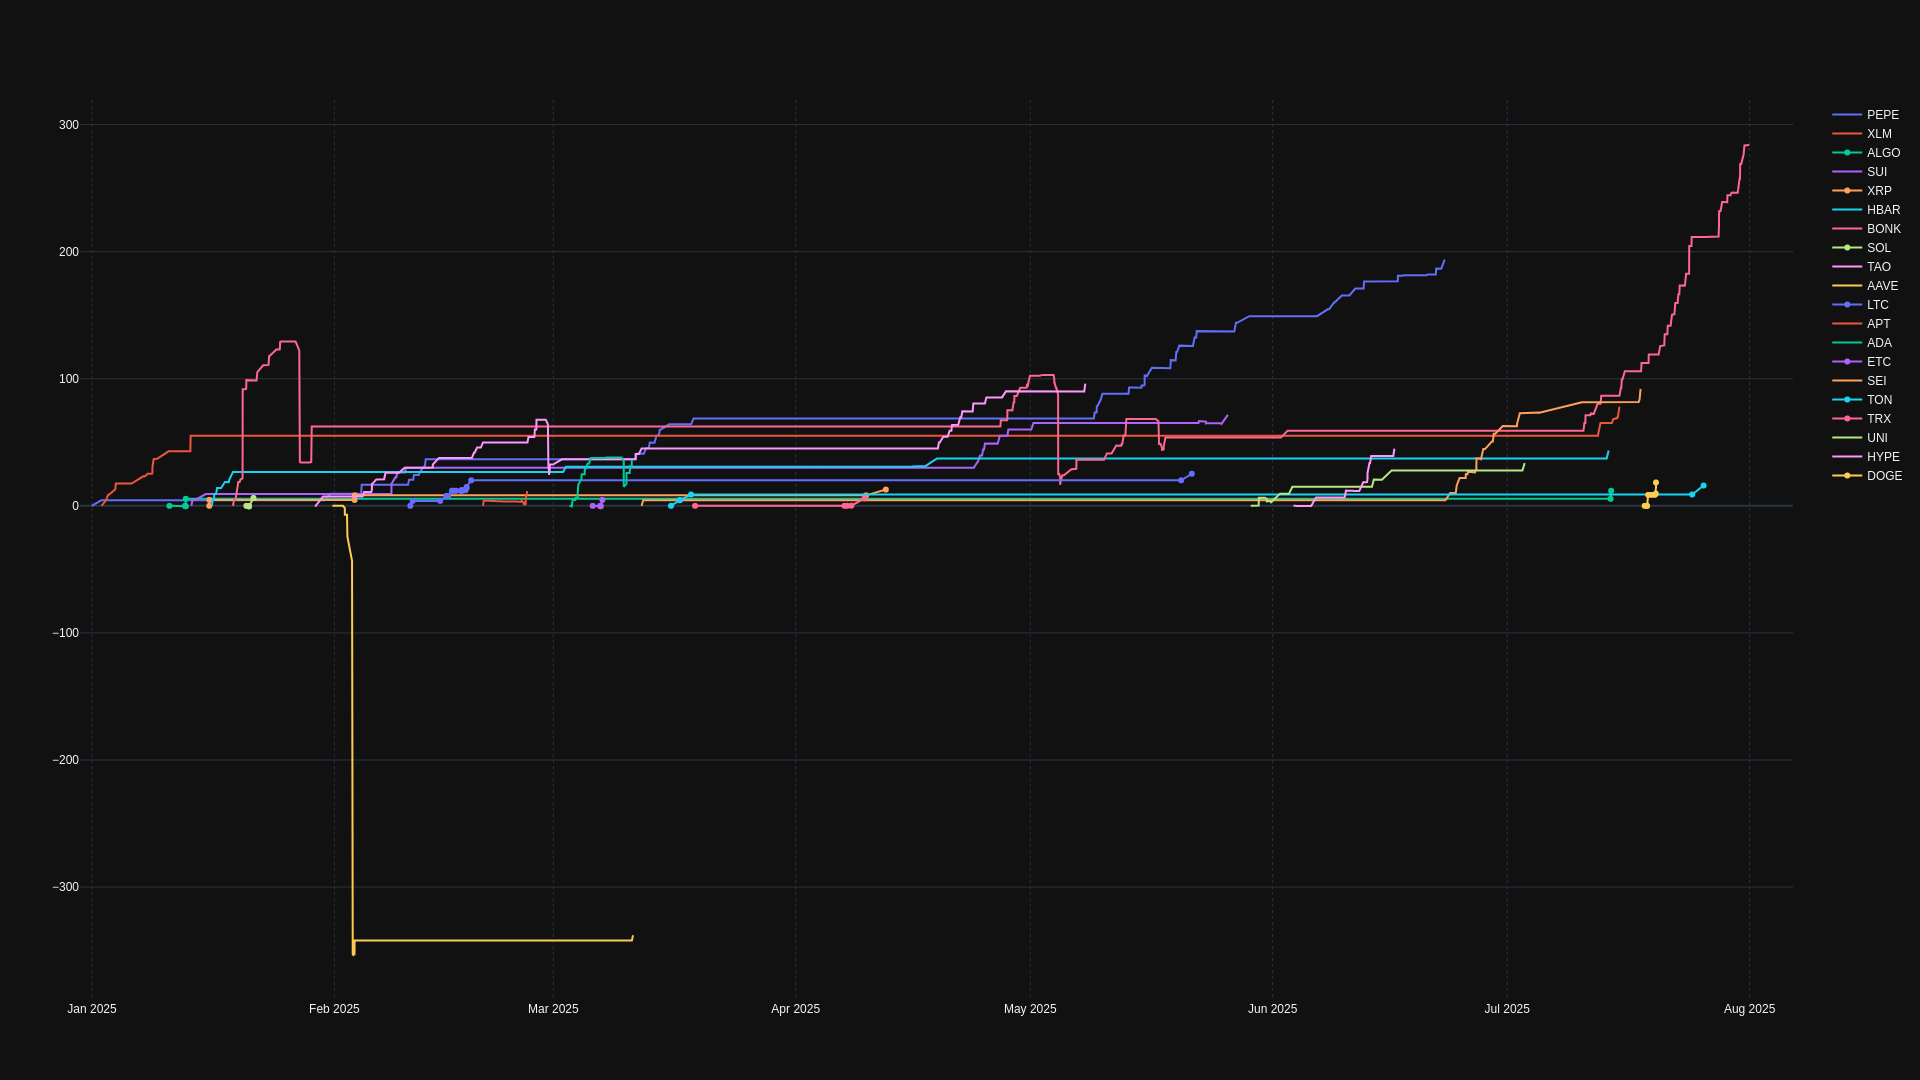 300
200
100
0
−100
−200
−300
Jan 2025
Feb 2025
Mar 2025
Apr 2025
May 2025
Jun 2025
Jul 2025
Aug 2025
PEPE
XLM
ALGO
SUI
XRP
HBAR
BONK
SOL
TAO
AAVE
LTC
APT
ADA
ETC
SEI
TON
TRX
UNI
HYPE
DOGE